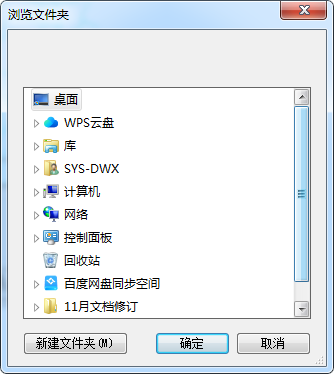 浏览文件夹
桌面
WPS云盘
库
SYS-DWX
计算机
网络
控制面板
回收站
百度网盘同步空间
11月文档修订
新建文件夹(M) 确定 取消